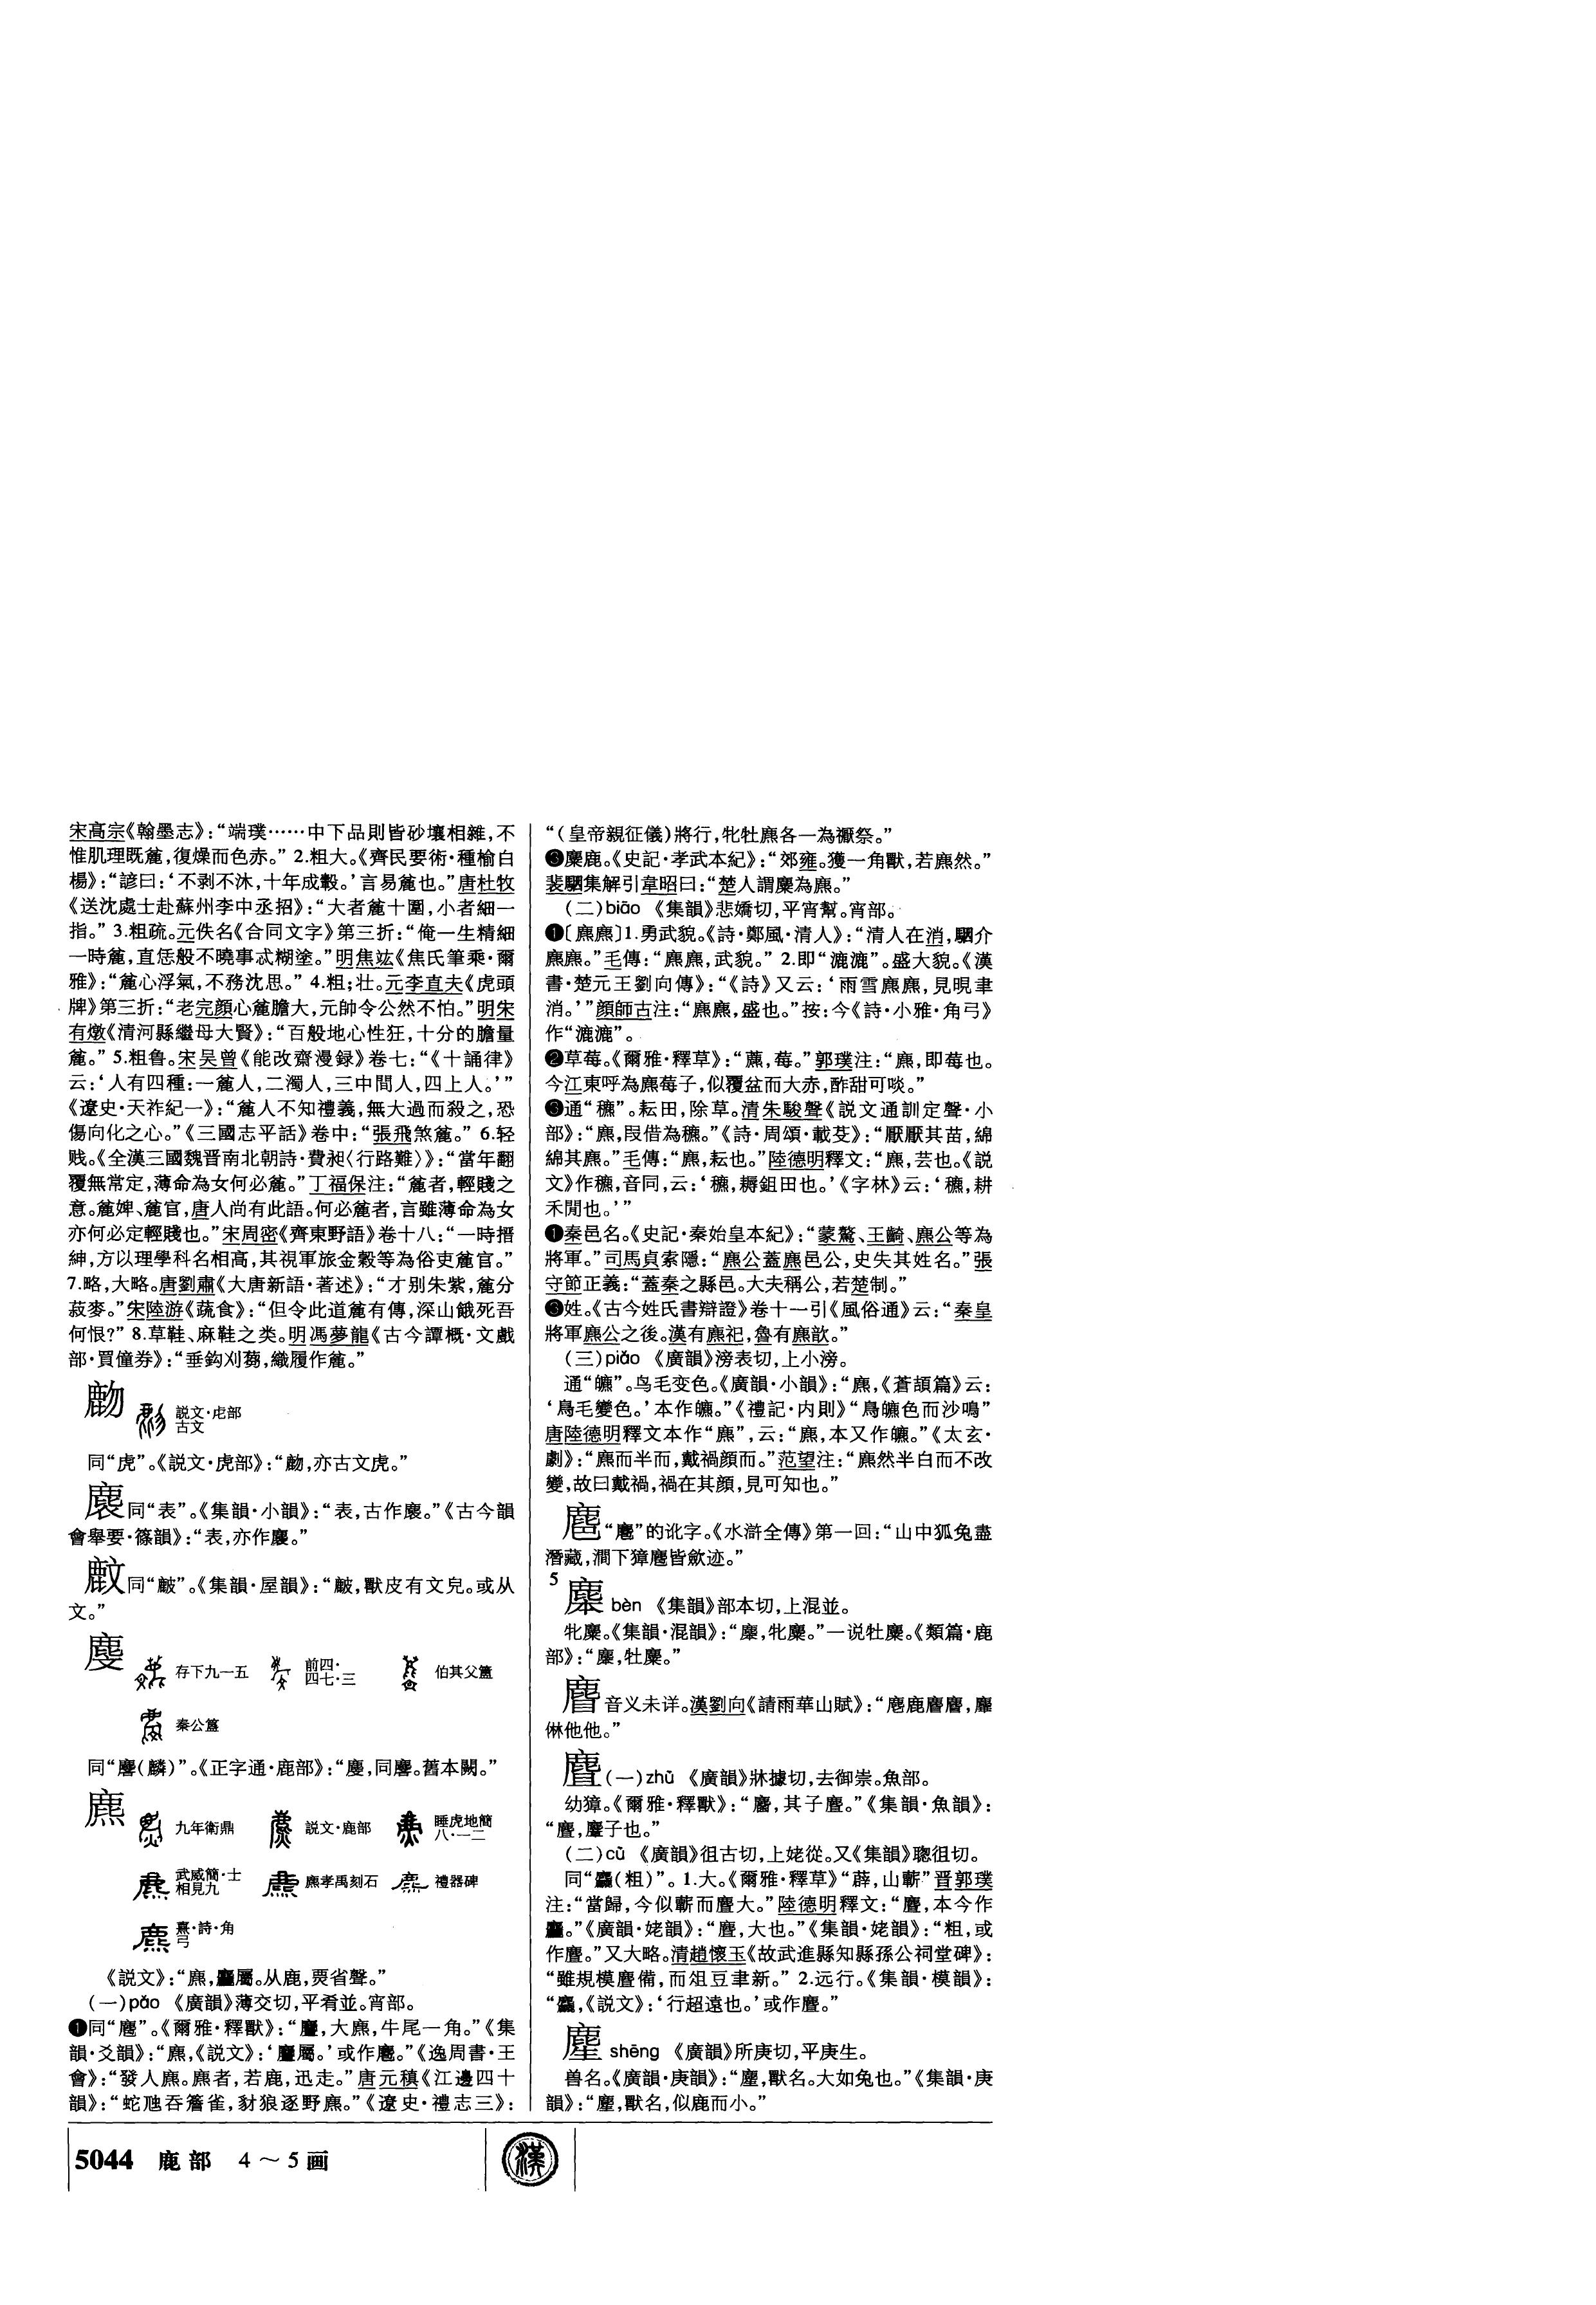 宋高宗《翰墨志》：“端璞……中下品則皆砂壤相雜，不
惟肌理既麄，復燥而色赤。” 2.粗大。《齊民要術·種榆白
楊》：“諺曰：‘不剥不沐，十年成轂。’言易麄也。”唐杜牧
《送沈處士赴蘇州李中丞招》：“大者麄十圍，小者細一
指。” 3.粗疏。元佚名《合同文字》第三折：“俺一生精細
一時麄，直恁般不曉事忒糊塗。”明焦竑《焦氏筆乘·爾
雅》：“麄心浮氣，不務沈思。” 4.粗；壮。元李直夫《虎頭
牌》第三折：“老完顔心麄膽大，元帥令公然不怕。”明朱
有燉《清河縣繼母大賢》：“百般地心性狂，十分的膽量
麄。” 5.粗鲁。宋吴曾《能改齋漫録》卷七：“《十誦律》
云：‘人有四種：一麄人，二濁人，三中間人，四上人。’”
《遼史·天祚紀一》：“麄人不知禮義，無大過而殺之，恐
傷向化之心。”《三國志平話》卷中：“張飛煞麄。” 6.轻
贱。《全漢三國魏晋南北朝詩·費昶〈行路難〉》：“當年翻
覆無常定，薄命為女何必麄。”丁福保注：“麄者，輕賤之
意。麄婢、麄官，唐人尚有此語。何必麄者，言雖薄命為女
亦何必定輕賤也。”宋周密《齊東野語》卷十八：“一時搢
紳，方以理學科名相高，其視軍旅金穀等為俗吏麄官。”
7.略，大略。唐劉肅《大唐新語·著述》：“才别朱紫，麄分
菽麥。”宋陸游《蔬食》：“但令此道麄有傳，深山餓死吾
何恨？” 8.草鞋、麻鞋之类。明馮夢龍《古今譚概·文戲
部·買僮券》：“垂鈎刈蒭，織履作麄。”
説文·虍部
古文
同“虎”。《説文·虎部》：“，亦古文虎。”
同“表”。《集韻·小韻》：“表，古作。”《古今韻
會舉要·篠韻》：“表，亦作。”
同“”。《集韻·屋韻》：“，獸皮有文皃。或从
文。”
麐 存下九一五 前四·四七·三 伯其父簠
秦公簋
同“麐（麟）”。《正字通·鹿部》：“，同麐。舊本闕。”
麃 九年衛鼎 説文·鹿部 睡虎地簡八·一二
武威簡·士相見九 麃孝禹刻石 禮器碑
熹·詩·角弓
《説文》：“麃，麠屬。从鹿，㶾省聲。”
（一）páo 《廣韻》薄交切，平肴並。宵部。
❶同“麅”。《爾雅·釋獸》：“麠，大麃，牛尾一角。”《集
韻·爻韻》：“麃，《説文》：‘麠屬。’或作麅。”《逸周書·王
會》：“發人麃。麃者，若鹿，迅走。”唐元稹《江邊四十
韻》：“蛇虺吞簷雀，豺狼逐野麃。”《遼史·禮志三》：
“（皇帝親征儀）將行，牝牡麃各一為禡祭。”
❷麋鹿。《史記·孝武本紀》：“郊雍。獲一角獸，若麃然。”
裴駰集解引韋昭曰：“楚人謂麋為麃。”
（二）biāo 《集韻》悲嬌切，平宵幫。宵部。
❶〔麃麃〕1.勇武貌。《詩·鄭風·清人》：“清人在消，駟介
麃麃。”毛傳：“麃麃，武貌。” 2.即“瀌瀌”。盛大貌。《漢
書·楚元王劉向傳》：“《詩》又云：‘雨雪麃麃，見晛聿
消。’”顔師古注：“麃麃，盛也。”按：今《詩·小雅·角弓》
作“瀌瀌”。
❷草莓。《爾雅·釋草》：“藨，莓。”郭璞注：“麃，即莓也。
今江東呼為麃莓子，似覆盆而大赤，酢甜可啖。”
❸通“穮”。耘田，除草。清朱駿聲《説文通訓定聲·小
部》：“麃，叚借為穮。”《詩·周頌·載芟》：“厭厭其苗，綿
綿其麃。”毛傳：“麃，耘也。”陸德明釋文：“麃，芸也。《説
文》作穮，音同，云：‘穮，耨鉏田也。’《字林》云：‘穮，耕
禾閒也。’”
❹秦邑名。《史記·秦始皇本紀》：“蒙驁、王齮、麃公等為
將軍。”司馬貞索隱：“麃公蓋麃邑公，史失其姓名。”張
守節正義：“蓋秦之縣邑。大夫稱公，若楚制。”
❺姓。《古今姓氏書辯證》卷十一引《風俗通》云：“秦皇
將軍麃公之後。漢有麃祀，魯有麃歆。”
（三）piǎo 《廣韻》滂表切，上小滂。
通“皫”。鸟毛变色。《廣韻·小韻》：“麃，《蒼頡篇》云：
‘鳥毛變色。’本作皫。”《禮記·内則》“鳥皫色而沙鳴”
唐陸德明釋文本作“麃”，云：“麃，本又作皫。”《太玄·
劇》：“麃而半而，戴禍顔而。”范望注：“麃然半白而不改
變，故曰戴禍，禍在其顔，見可知也。”
“麅”的讹字。《水滸全傳》第一回：“山中狐兔盡
潛藏，澗下獐麅皆歛迹。”
5
bèn 《集韻》部本切，上混並。
牝麋。《集韻·混韻》：“，牝麋。”一说牡麋。《類篇·鹿
部》：“，牡麋。”
音义未详。漢劉向《請雨華山賦》：“麀鹿，
他他。”
麆（一）zhù 《廣韻》牀據切，去御崇。魚部。
幼獐。《爾雅·釋獸》：“麕，其子麆。”《集韻·魚韻》：
“麆，麞子也。”
（二）cū 《廣韻》徂古切，上姥從。又《集韻》聰徂切。
同“麤（粗）”。1.大。《爾雅·釋草》“薜，山蘄”晋郭璞
注：“當歸，今似蘄而麆大。”陸德明釋文：“麆，本今作
麤。”《廣韻·姥韻》：“麆，大也。”《集韻·姥韻》：“粗，或
作麆。”又大略。清趙懷玉《故武進縣知縣孫公祠堂碑》：
“雖規模麆備，而俎豆聿新。” 2.远行。《集韻·模韻》：
“麤，《説文》：‘行超遠也。’或作麆。”
shēng 《廣韻》所庚切，平庚生。
兽名。《廣韻·庚韻》：“，獸名。大如兔也。”《集韻·庚
韻》：“，獸名，似鹿而小。”
5044 鹿部 4～5画
漢